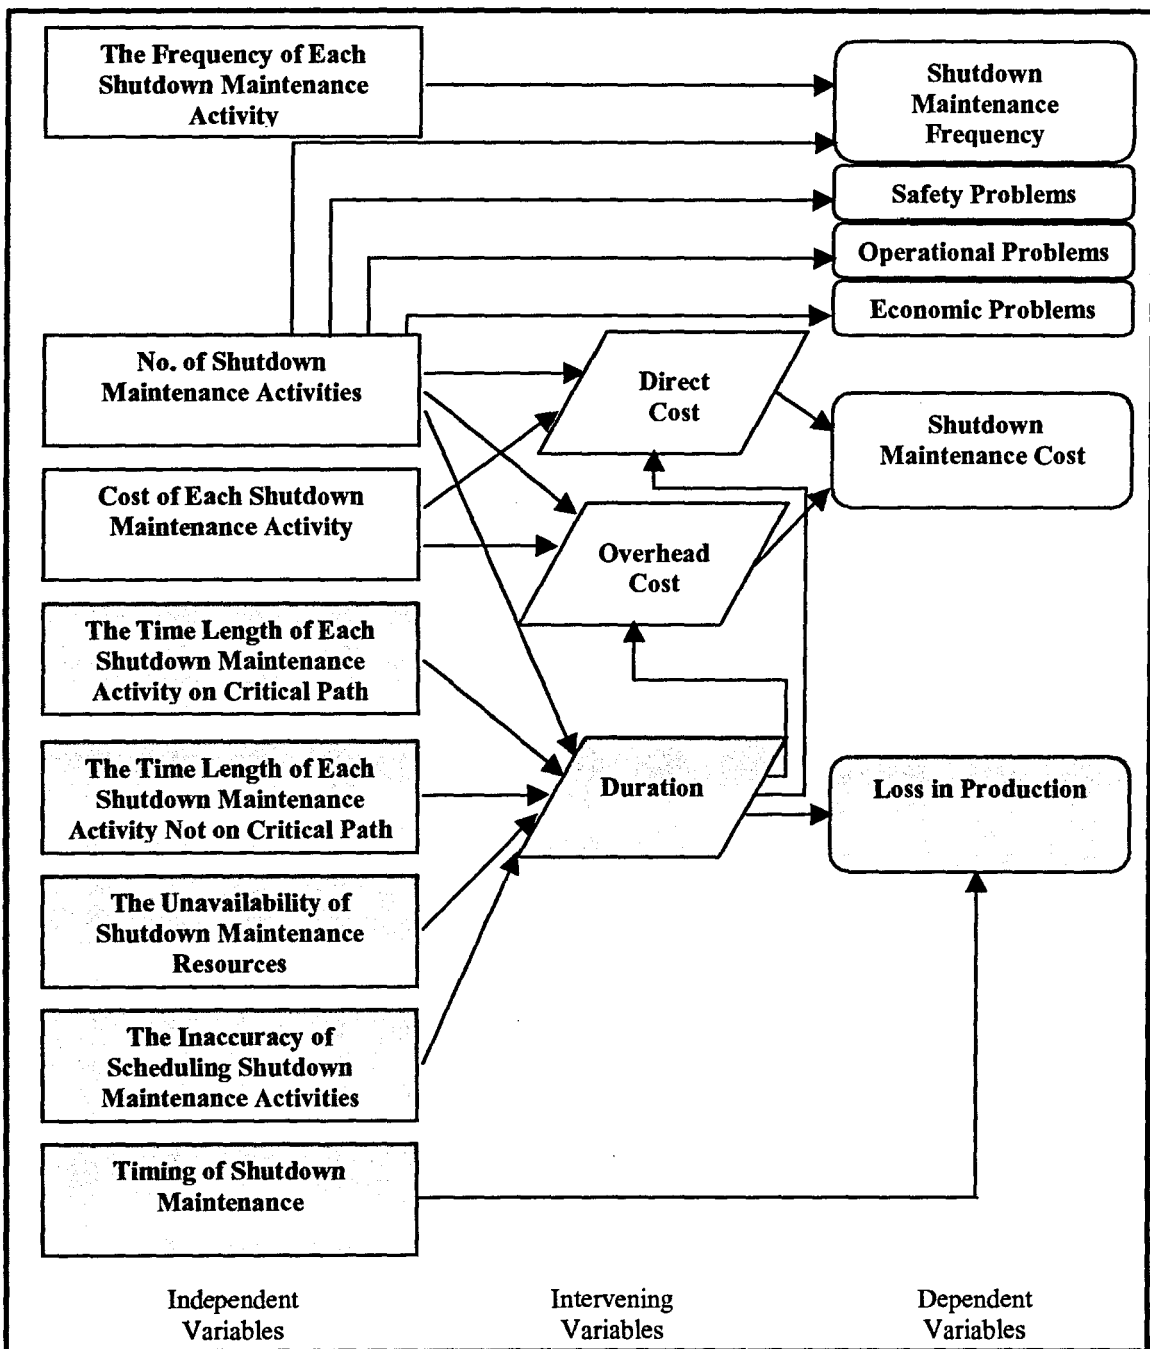 The Frequency of Each
Shutdown Maintenance
Activity
Shutdown
Maintenance
Frequency
Safety Problems
Operational Problems
Economic Problems
No. of Shutdown
Maintenance Activities
Direct
Cost
Shutdown
Maintenance Cost
Cost of Each Shutdown
Maintenance Activity
Overhead
Cost
The Time Length of Each
Shutdown Maintenance
Activity on Critical Path
The Time Length of Each
Shutdown Maintenance
Activity Not on Critical Path
Duration
Loss in Production
The Unavailability of
Shutdown Maintenance
Resources
The Inaccuracy of
Scheduling Shutdown
Maintenance Activities
Timing of Shutdown
Maintenance
Independent
Variables
Intervening
Variables
Dependent
Variables